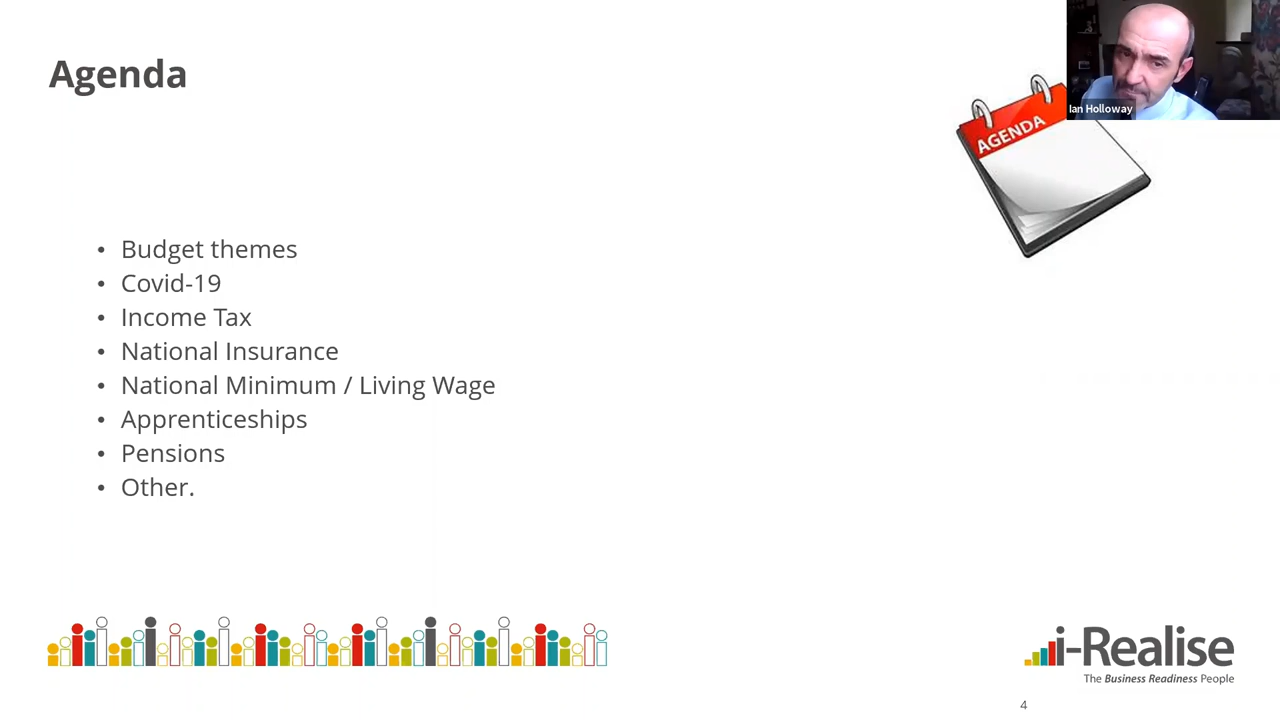 Agenda
Ian Holloway
AGENDA
• Budget themes
• Covid-19
• Income Tax
• National Insurance
• National Minimum / Living Wage
• Apprenticeships
• Pensions
• Other.
i-Realise
The Business Readiness People
4